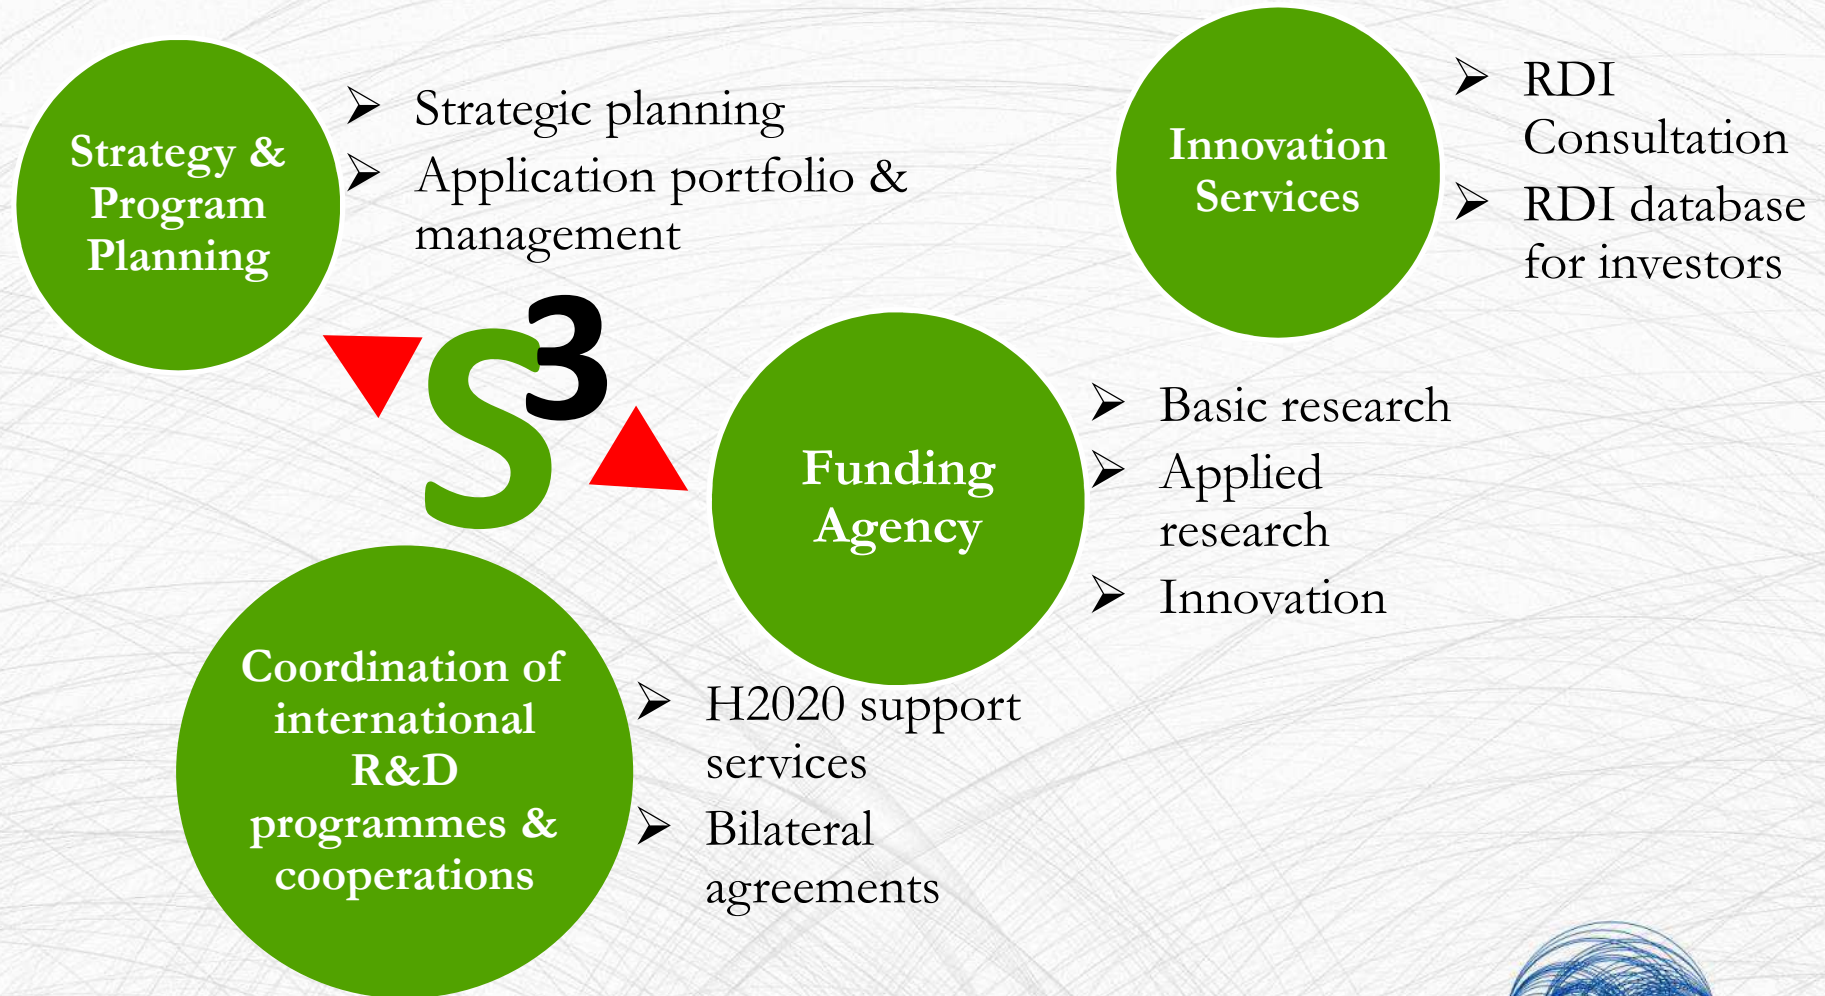 Strategy &
Program
Planning
➢ Strategic planning
➢ Application portfolio &
management
Innovation
Services
➢ RDI
Consultation
➢ RDI database
for investors
S3
Funding
Agency
➢ Basic research
➢ Applied
research
➢ Innovation
Coordination of
international
R&D
programmes &
cooperations
➢ H2020 support
services
➢ Bilateral
agreements